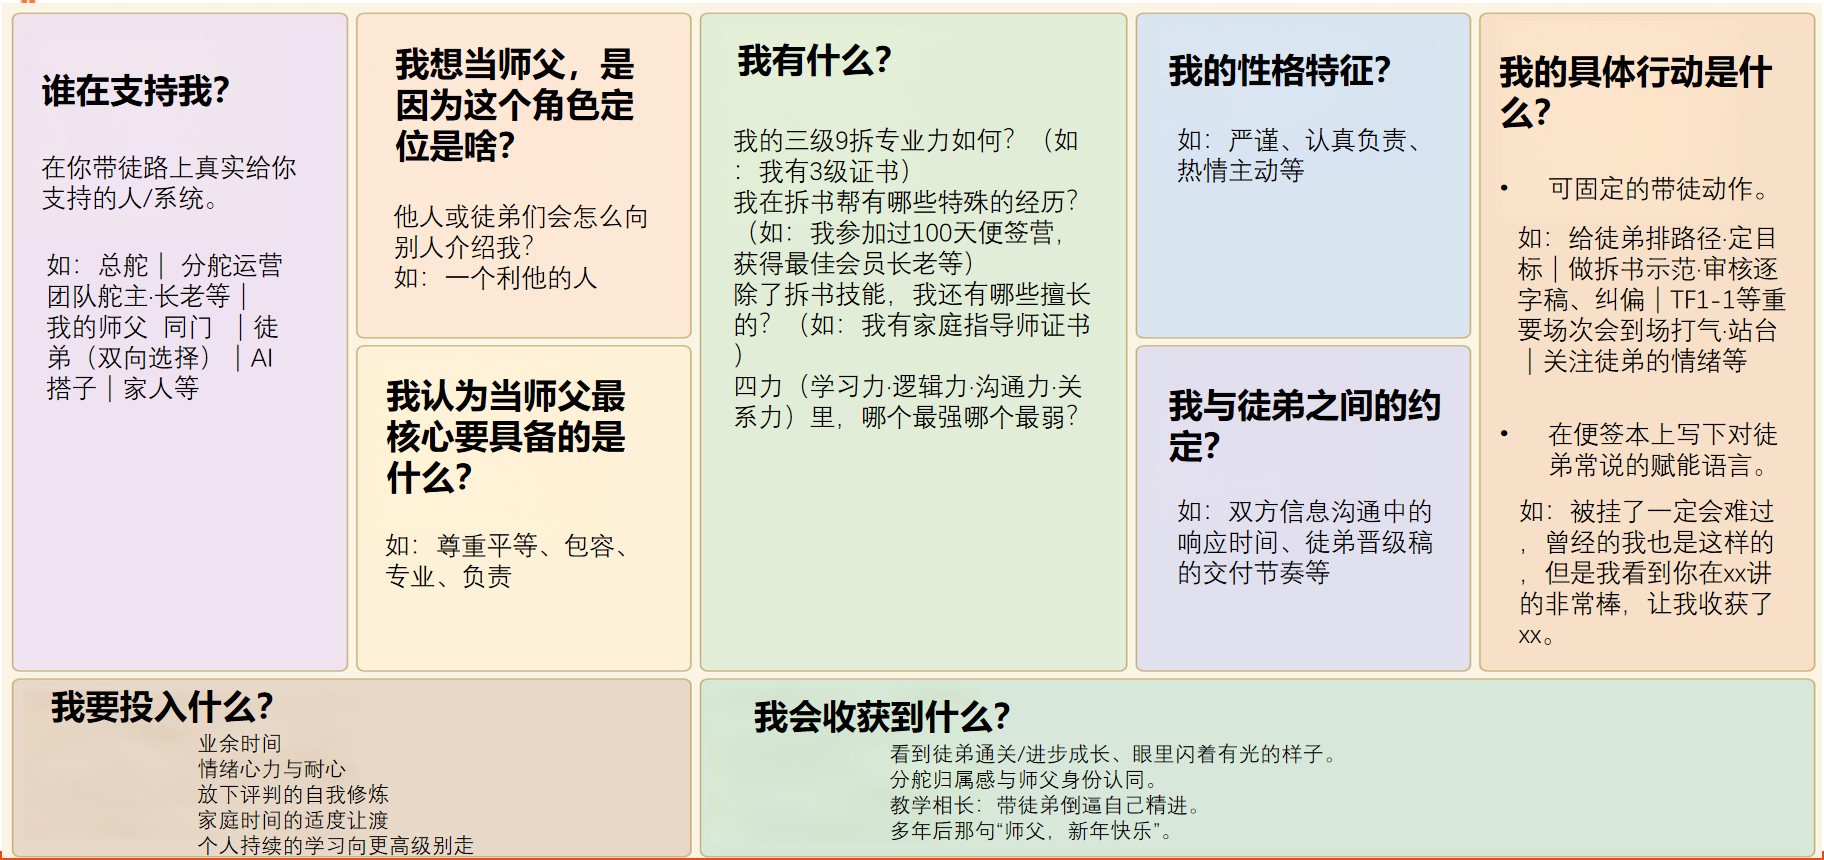 谁在支持我？
在你带徒路上真实给你
支持的人/系统。
如：总舵｜ 分舵运营
团队舵主·长老等｜
我的师父 同门 ｜徒
弟（双向选择）｜AI
搭子｜家人等
我想当师父，是
因为这个角色定
位是啥？
他人或徒弟们会怎么向
别人介绍我？
如：一个利他的人
我认为当师父最
核心要具备的是
什么？
如：尊重平等、包容、
专业、负责
我有什么？
我的三级9拆专业力如何？（如
：我有3级证书）
我在拆书帮有哪些特殊的经历？
（如：我参加过100天便签营，
获得最佳会员长老等）
除了拆书技能，我还有哪些擅长
的？（如：我有家庭指导师证书
）
四力（学习力·逻辑力·沟通力·关
系力）里，哪个最强哪个最弱？
我的性格特征？
如：严谨、认真负责、
热情主动等
我与徒弟之间的约
定？
如：双方信息沟通中的
响应时间、徒弟晋级稿
的交付节奏等
我的具体行动是什
么？
• 可固定的带徒动作。
如：给徒弟排路径·定目
标｜做拆书示范·审核逐
字稿、纠偏｜TF1-1等重
要场次会到场打气·站台
｜关注徒弟的情绪等
• 在便签本上写下对徒
弟常说的赋能语言。
如：被挂了一定会难过
，曾经的我也是这样的
，但是我看到你在xx讲
的非常棒，让我收获了
xx。
我要投入什么？
业余时间
情绪心力与耐心
放下评判的自我修炼
家庭时间的适度让渡
个人持续的学习向更高级别走
我会收获到什么？
看到徒弟通关/进步成长、眼里闪着有光的样子。
分舵归属感与师父身份认同。
教学相长：带徒弟倒逼自己精进。
多年后那句“师父，新年快乐”。